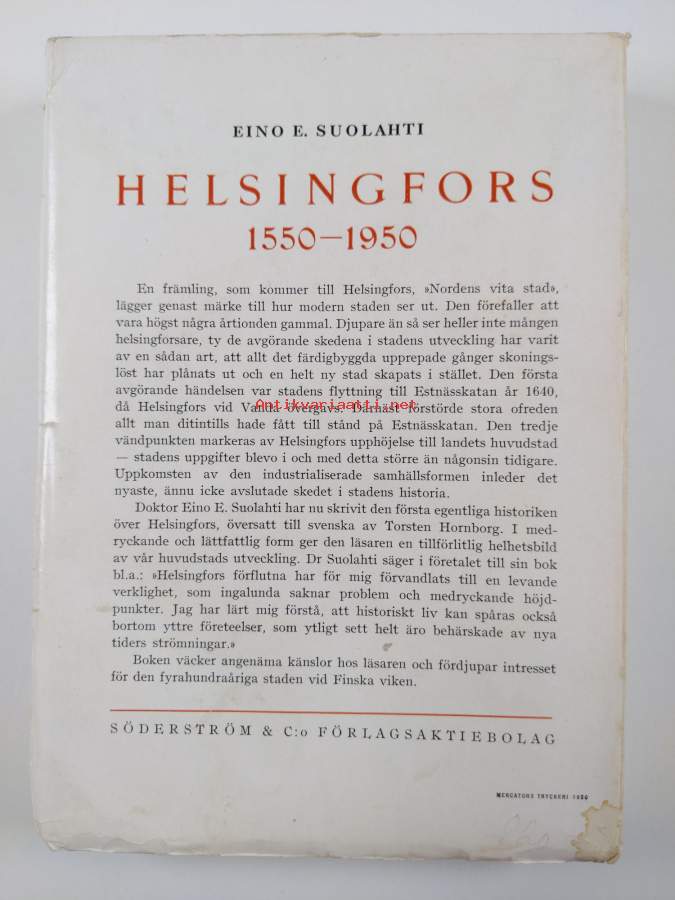 EINO E. SUOLAHTI
HELSINGFORS
1550—1950
En främling, som kommer till Helsingfors, »Nordens vita stad»,
lägger genast märke till hur modern staden ser ut. Den förefaller att
vara högst några årtionden gammal. Djupare än så ser heller inte mången
helsingforsare, ty de avgörande skedena i stadens utveckling har varit
av en sådan art, att allt det färdigbyggda upprepade gånger skonings-
löst har plånats ut och en helt ny stad skapats i stället. Den första
avgörande händelsen var stadens flyttning till Estnässkatan år 1640,
då Helsingfors vid Vanda övergavs. Därnäst förstörde stora ofreden
Antikvariaatti.net
allt man ditintills hade fått till stånd på Estnässkatan. Den tredje
vändpunkten markeras av Helsingfors upphöjelse till landets huvudstad
— stadens uppgifter blevo i och med detta större än någonsin tidigare.
Uppkomsten av den industrialiserade samhällsformen inleder det
nyaste, ännu icke avslutade skedet i stadens historia.
Doktor Eino E. Suolahti har nu skrivit den första egentliga historiken
över Helsingfors, översatt till svenska av Torsten Hornborg. I med-
ryckande och lättfattlig form ger den läsaren en tillförlitlig helhetsbild
av vår huvudstads utveckling. Dr Suolahti säger i företalet till sin bok
bl.a.: »Helsingfors förflutna har för mig förvandlats till en levande
verklighet, som ingalunda saknar problem och medryckande höjd-
punkter. Jag har lärt mig förstå, att historiskt liv kan spåras också
bortom yttre företeelser, som ytligt sett helt äro behärskade av nya
tiders strömningar.»
Boken väcker angenäma känslor hos läsaren och fördjupar intresset
för den fyrahundraåriga staden vid Finska viken.
SÖDERSTRÖM & C:o FÖRLAGSAKTIEBOLAG
MERCATORS TRYCKERI 1950